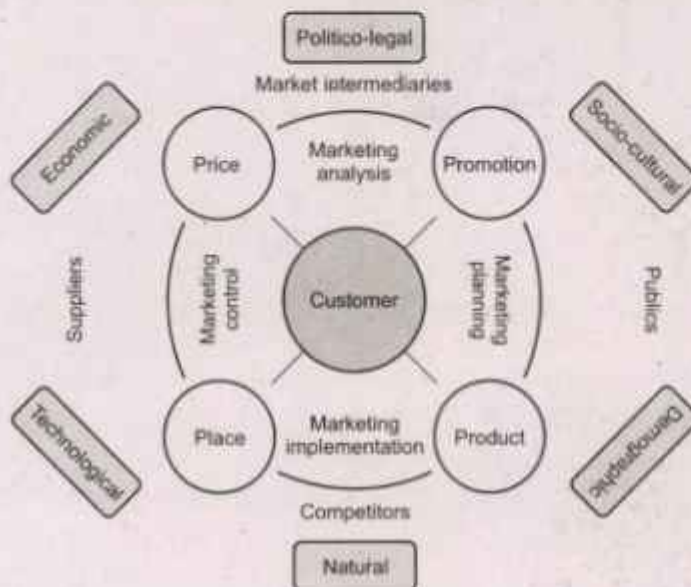 Politico-legal
Market intermediaries
Economic
Socio-cultural
Price
Marketing
analysis
Promotion
Suppliers
Marketing
control
Customer
Marketing
planning
Publics
Technological
Place
Marketing
implementation
Product
Demographic
Competitors
Natural